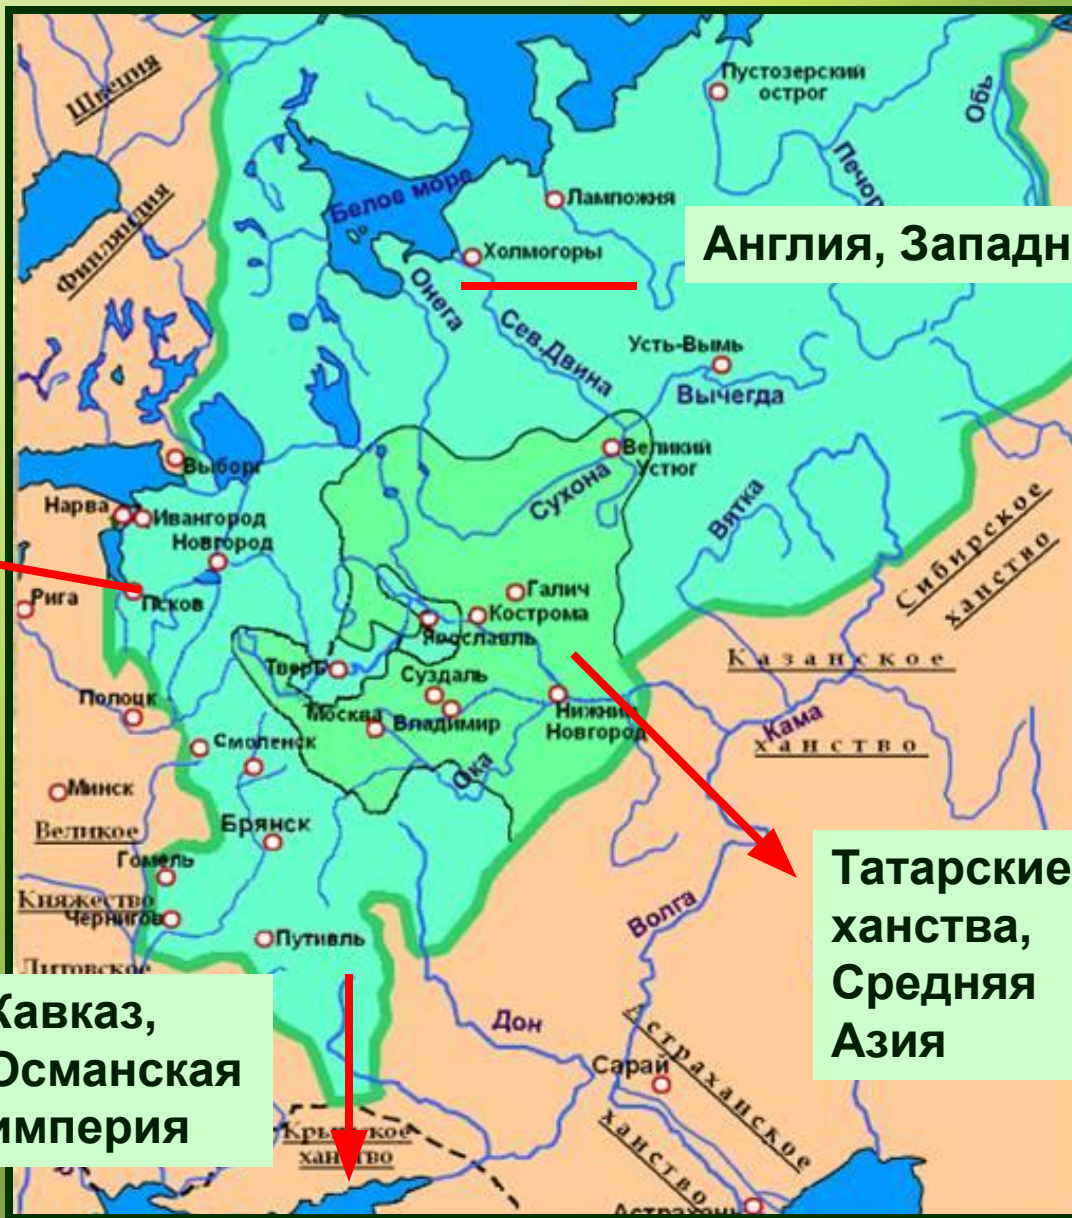 Швеция
Финляндия
Белое море
Пустозерский
острог
Обь
Печор
Лампожня
Холмогоры
Англия, Западн
Онега
Сев.Двина
Усть-Вымь
Вычегда
Великий
Устюг
Сухона
Вятка
Выборг
Нарва
Ивангород
Новгород
Псков
Рига
Галич
Кострома
Ярославль
Тверь
Суздаль
Москва
Владимир
Нижний
Новгород
Ока
Сибирское
ханство
Казанское
ханство
Кама
Полоцк
Смоленск
Минск
Великое
Брянск
Гомель
Княжество
Чернигов
Путивль
Литовское
Кавказ,
Османская
империя
Татарские
ханства,
Средняя
Азия
Волга
Дон
Сарай
Астраханское
ханство
Крымское
ханство
Астрахань